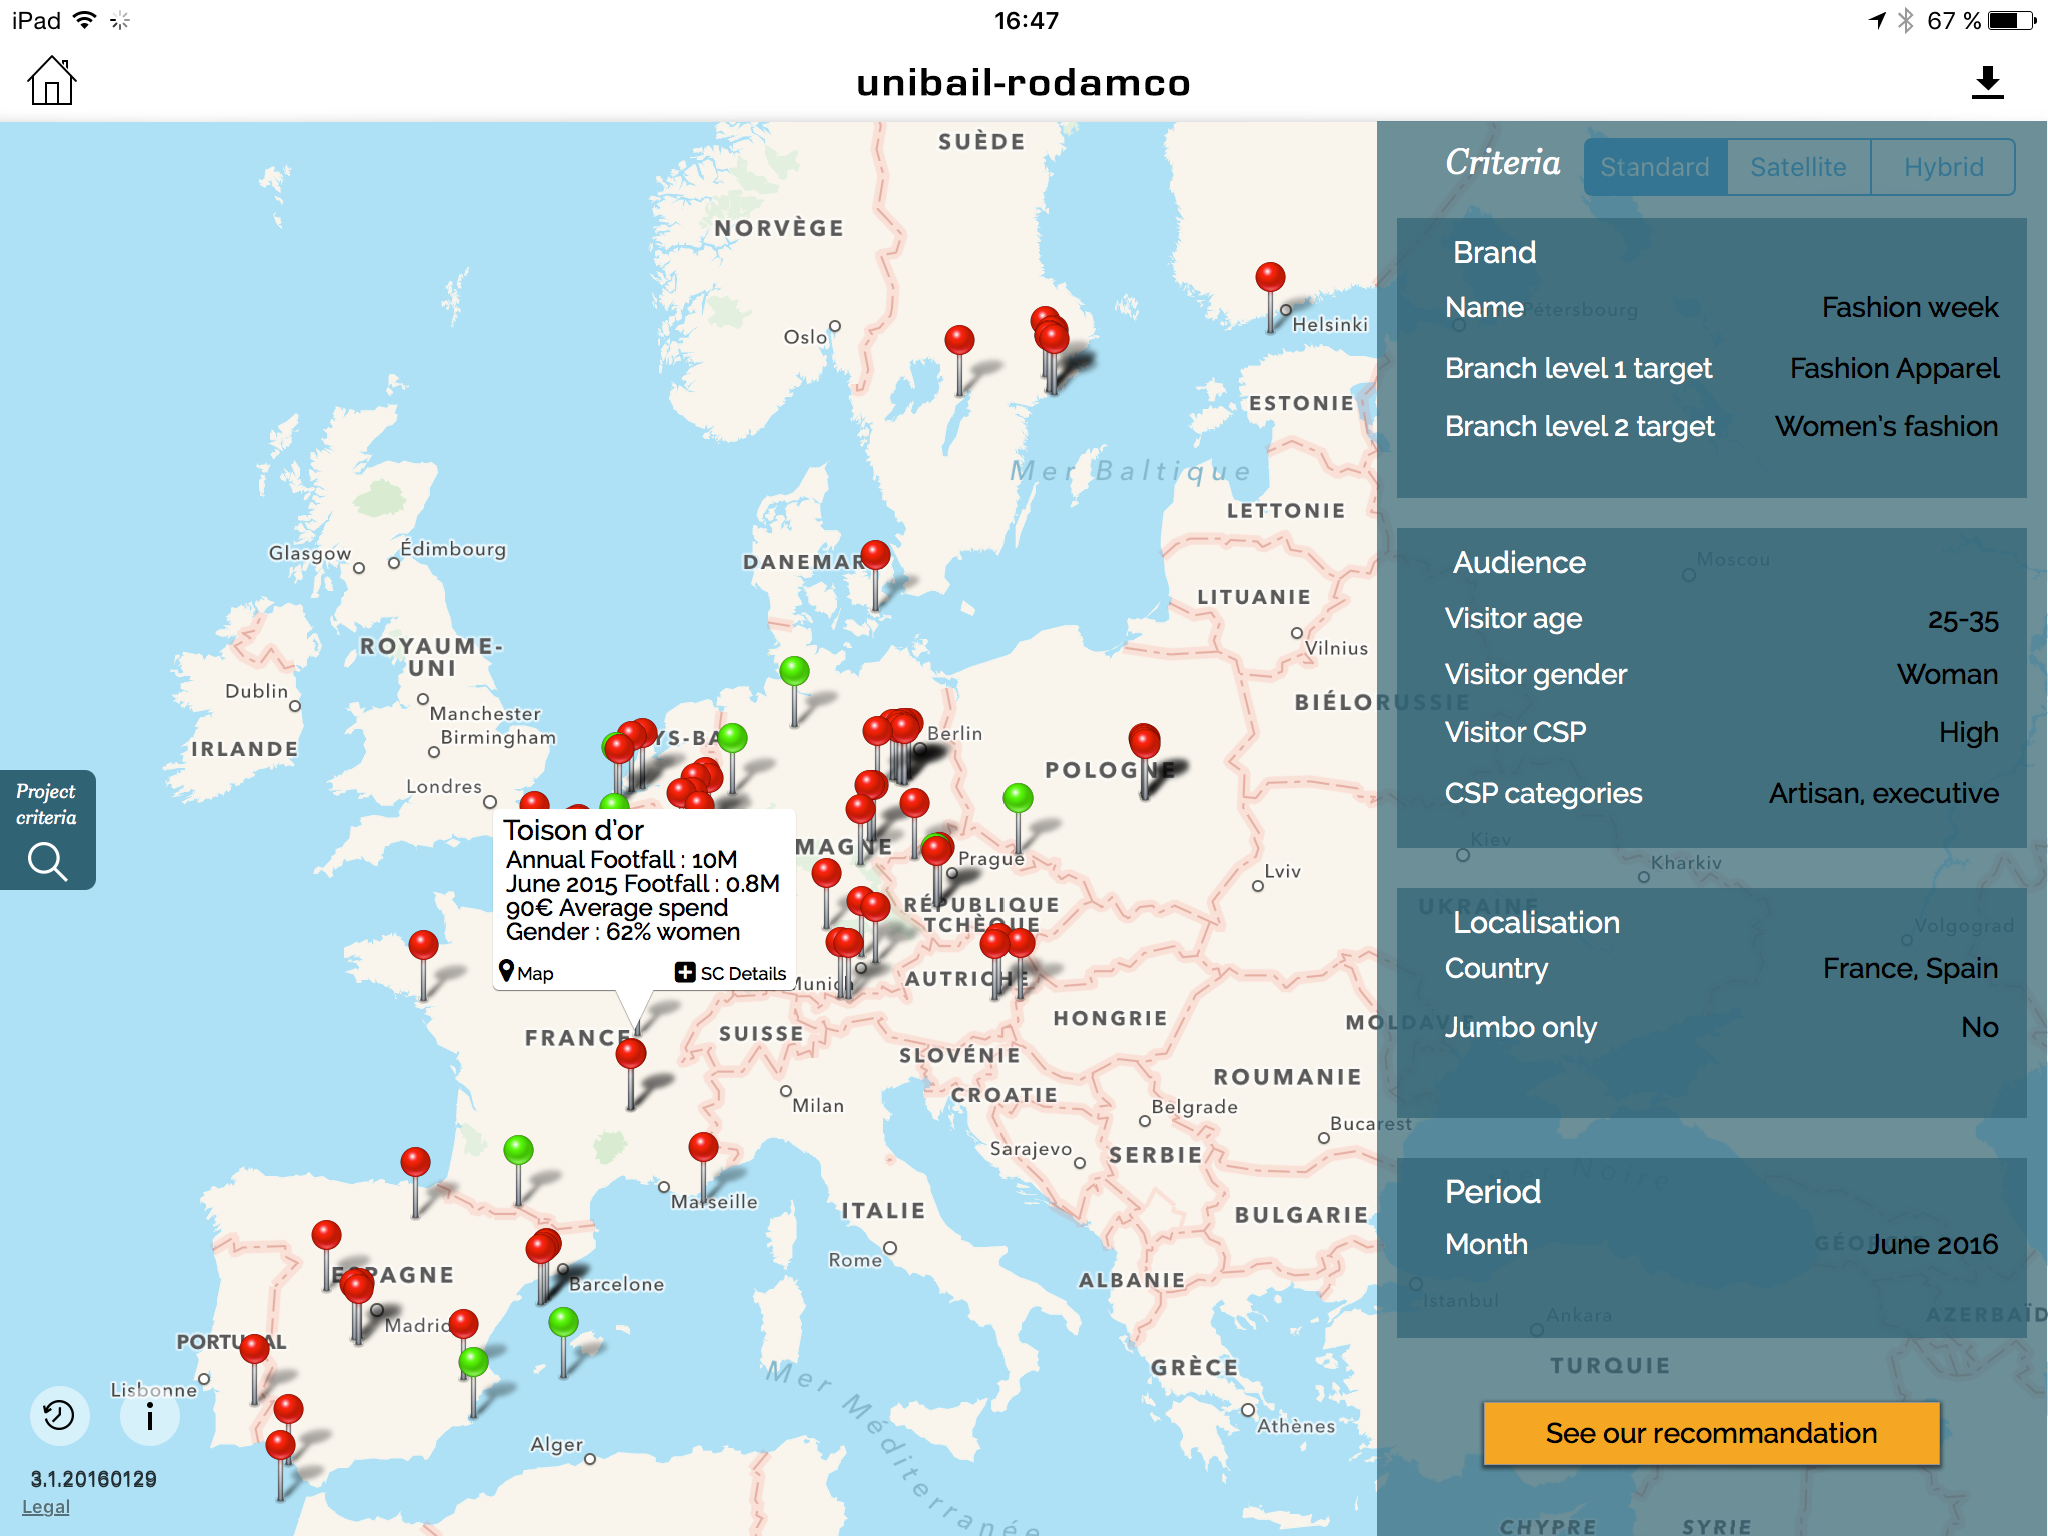 iPad
16:47
67 %
unibail-rodamco
SUÈDE
NORVÈGE
Oslo
Helsinki
ESTONIE
Mer Baltique
LETTONIE
Glasgow
Édimbourg
DANEMAR
LITUANIE
Vilnius
ROYAUME-
UNI
Dublin
Manchester
Birmingham
BIÉLORUSSIE
IRLANDE
YS-BA
Berlin
POLOGNE
Londres
Project
criteria
Toison d'or
Annual Footfall : 10M
June 2015 Footfall : 0.8M
90€ Average spend
Gender : 62% women
Map
SC Details
MAGNE
Prague
Lviv
RÉPUBLIQUE
TCHÈQUE
Munich
AUTRICHE
FRANCE
SUISSE
HONGRIE
MOLDAVIE
SLOVÉNIE
CROATIE
ROUMANIE
Milan
Belgrade
Bucarest
Sarajevo
SERBIE
Marseille
ITALIE
BULGARIE
Rome
ESPAGNE
Barcelone
ALBANIE
Madrid
PORTUGAL
Lisbonne
Mer Méditerranée
GRÈCE
Athènes
Alger
3.1.20160129
Legal
Criteria
Standard
Satellite
Hybrid
Brand
Name Fashion week
Pétersbourg
Branch level 1 target Fashion Apparel
Branch level 2 target Women's fashion
Audience
Moscou
Visitor age 25-35
Visitor gender Woman
Visitor CSP High
CSP categories Artisan, executive
Kiev
Kharkiv
UKRAINE
Volgograd
Localisation
Country France, Spain
Jumbo only No
Mer Noire
Period
Month June 2016
GÉORGIE
Istanbul
Ankara
AZERBAÏD
TURQUIE
See our recommandation
CHYPRE
SYRIE